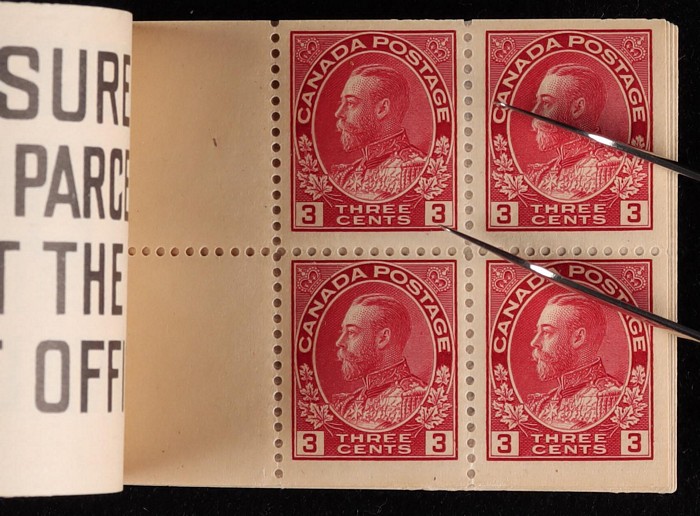 SURE
PARCE
T THE
OFFI
CANADA POSTAGE
3 THREE CENTS 3
CANADA POSTAGE
3 THREE CENTS 3
CANADA POSTAGE
3 THREE CENTS 3
CANADA POSTAGE
3 THREE CENTS 3